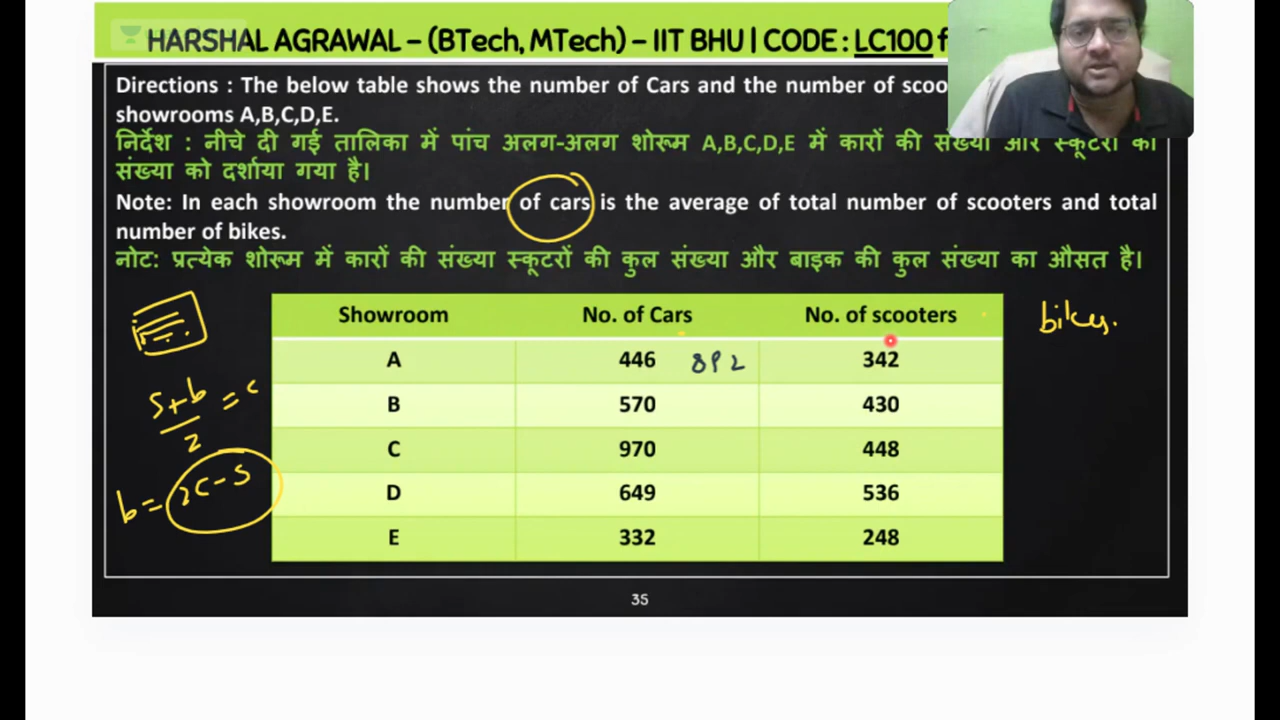 HARSHAL AGRAWAL – (BTech, MTech) – IIT BHU | CODE : LC100 f
Directions : The below table shows the number of Cars and the number of scoo
showrooms A,B,C,D,E.
निर्देश : नीचे दी गई तालिका में पांच अलग-अलग शोरूम A,B,C,D,E में कारों की संख्या और स्कूटरों की
संख्या को दर्शाया गया है।
Note: In each showroom the number of cars is the average of total number of scooters and total
number of bikes.
नोट: प्रत्येक शोरूम में कारों की संख्या स्कूटरों की कुल संख्या और बाइक की कुल संख्या का औसत है।
Showroom No. of Cars No. of scooters bikes.
A 446 892 342
B 570 430
C 970 448
D 649 536
E 332 248
s+b/2 = c
b = 2c-s
35